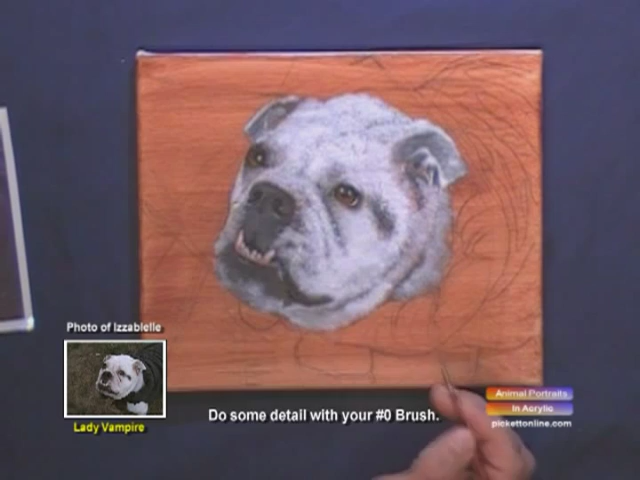 Photo of Izzabielle
Lady Vampire
Do some detail with your #0 Brush.
Animal Portraits
In Acrylic
pickettonline.com